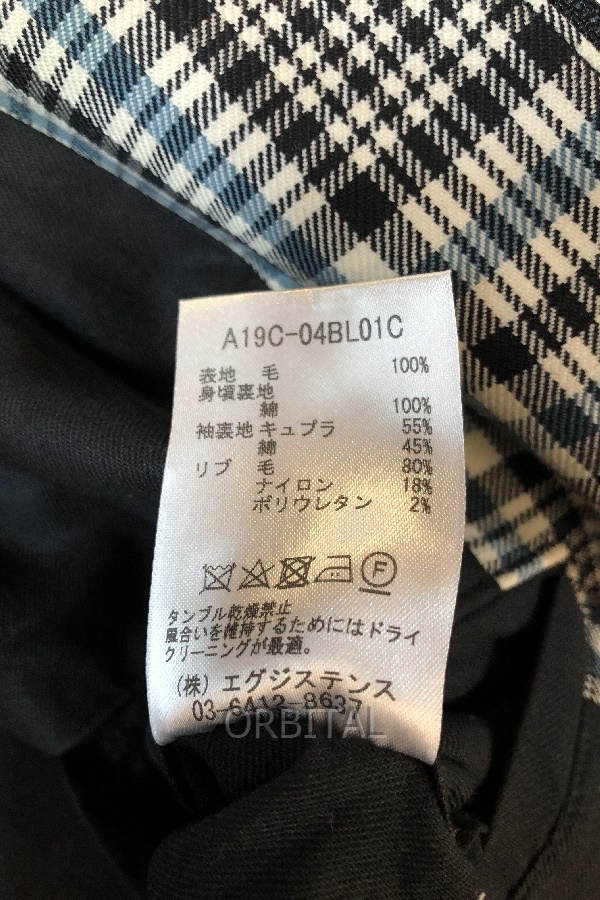 A19C-04BL01C
表地 毛 100%
身頃裏地
綿 100%
袖裏地 キュプラ 55%
綿 45%
リブ 毛 80%
ナイロン 18%
ポリウレタン 2%
F
タンブル乾燥禁止
風合いを維持するためにはドライ
クリーニングが最適。
(株) エグジステンス
03-6412-8637
ORBITAL